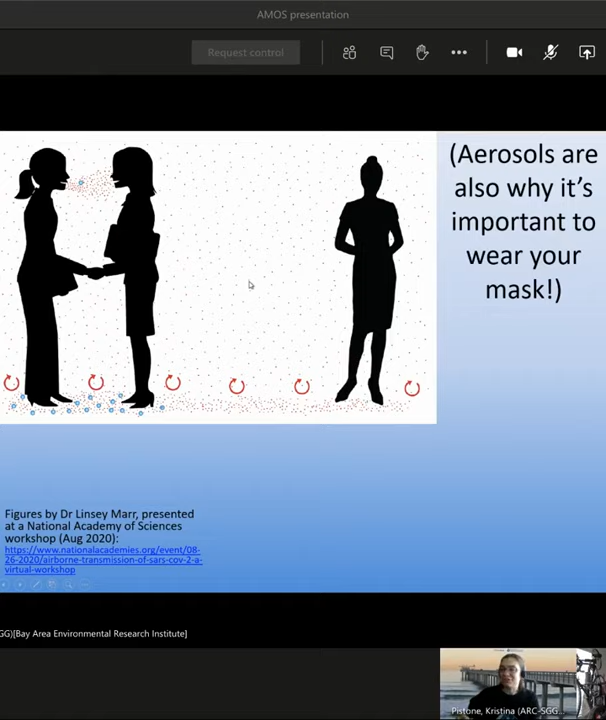 AMOS presentation
Request control
(Aerosols are
also why it's
important to
wear your
mask!)
Figures by Dr Linsey Marr, presented
at a National Academy of Sciences
workshop (Aug 2020):
https://www.nationalacademies.org/event/08-
26-2020/airborne-transmission-of-sars-cov-2-a-
virtual-workshop
GG)[Bay Area Environmental Research Institute]
Pistone, Kristina (ARC-SGG...